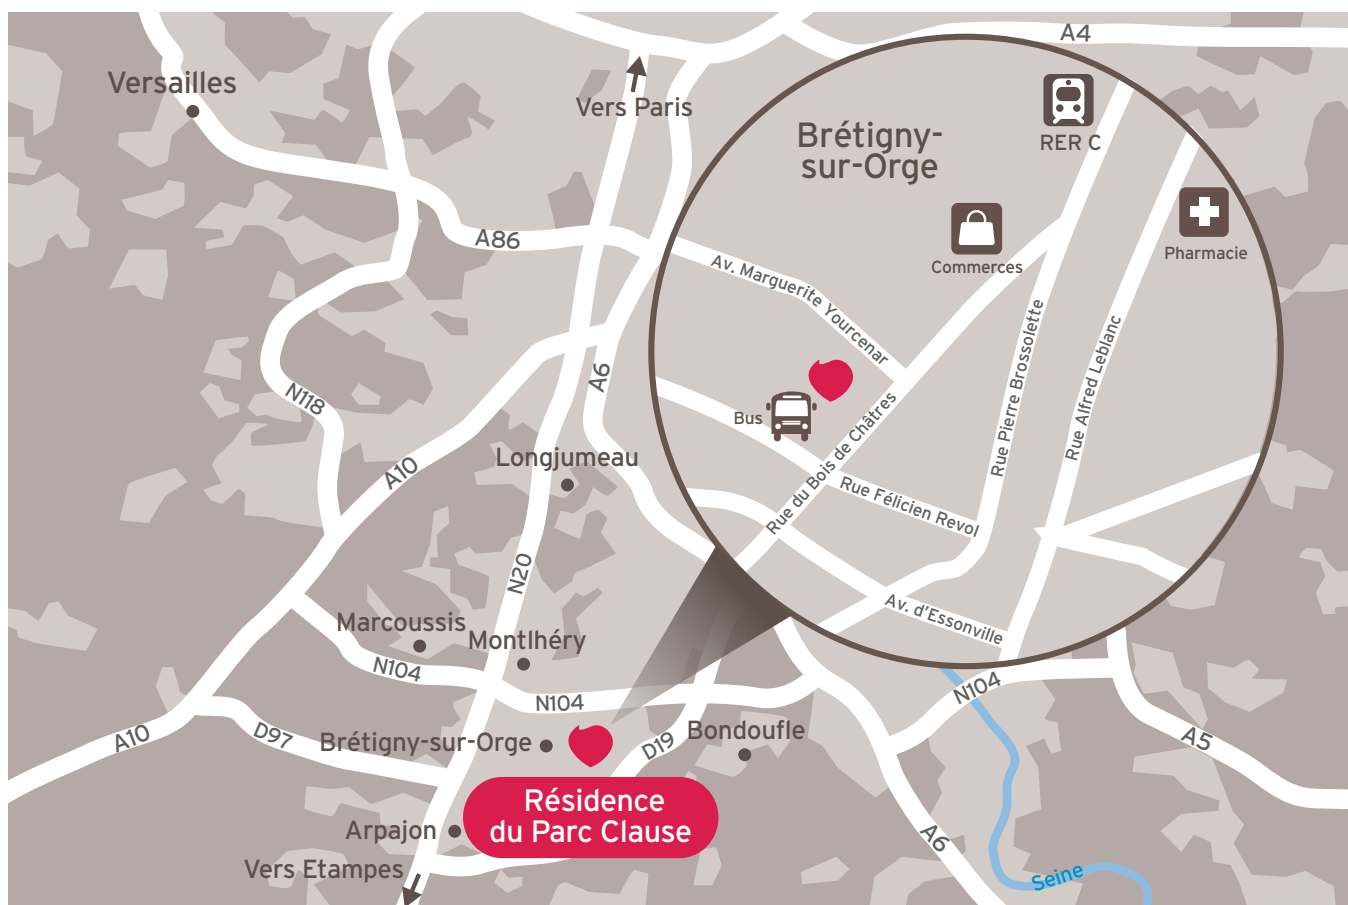 A4
Versailles
Vers Paris
Brétigny-
sur-Orge
RER C
Commerces
Pharmacie
A86
Av. Marguerite Yourcenar
Rue Pierre Brossolette
Rue Alfred Leblanc
N118
A6
Bus
Rue du Bois de Châtres
A10
Longjumeau
Rue Félicien Revol
N20
Av. d'Essonville
Marcoussis
Montlhéry
N104
N104
N104
A10
D97
Brétigny-sur-Orge
D19
Bondoufle
A5
Résidence
du Parc Clause
Arpajon
A6
Vers Etampes
Seine